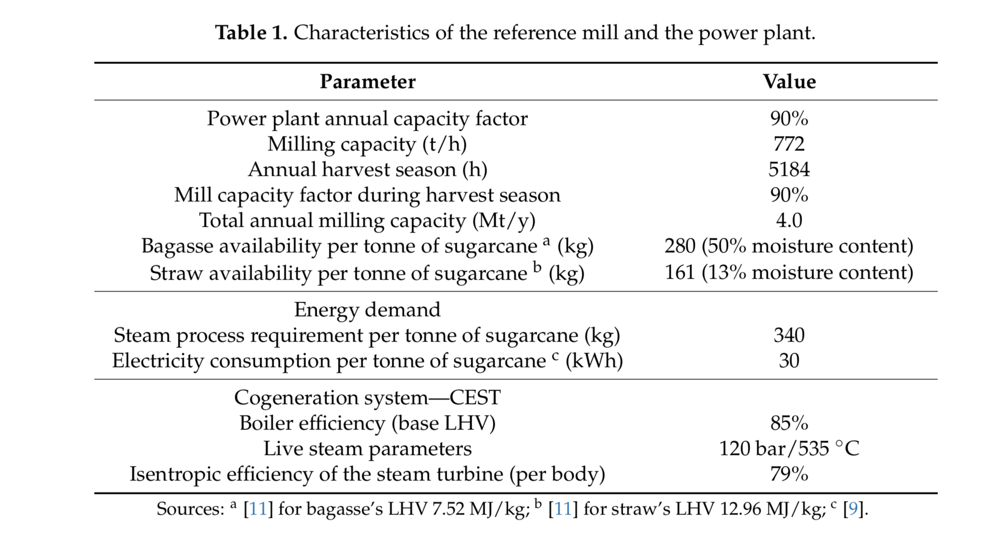 Table 1. Characteristics of the reference mill and the power plant.
Parameter Value
Power plant annual capacity factor 90%
Milling capacity (t/h) 772
Annual harvest season (h) 5184
Mill capacity factor during harvest season 90%
Total annual milling capacity (Mt/y) 4.0
Bagasse availability per tonne of sugarcane a (kg) 280 (50% moisture content)
Straw availability per tonne of sugarcane b (kg) 161 (13% moisture content)
Energy demand
Steam process requirement per tonne of sugarcane (kg) 340
Electricity consumption per tonne of sugarcane c (kWh) 30
Cogeneration system—CEST
Boiler efficiency (base LHV) 85%
Live steam parameters 120 bar/535 °C
Isentropic efficiency of the steam turbine (per body) 79%
Sources: a [11] for bagasse’s LHV 7.52 MJ/kg; b [11] for straw’s LHV 12.96 MJ/kg; c [9].